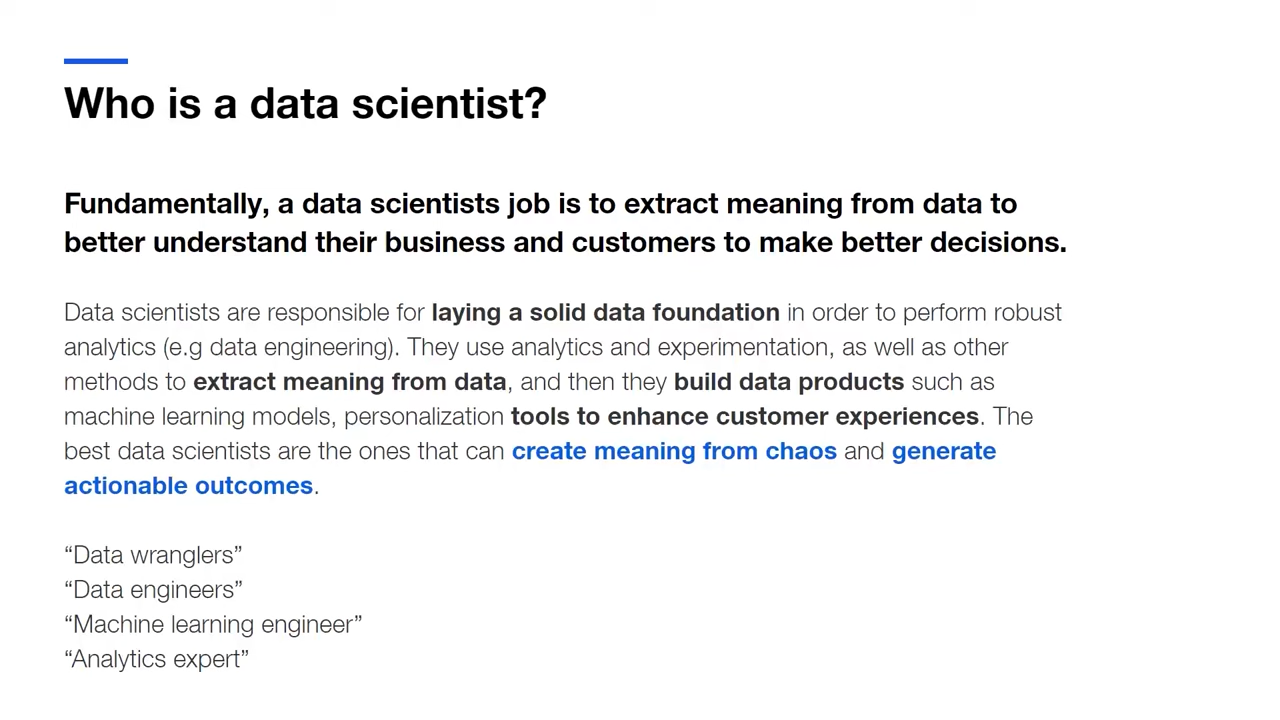 Who is a data scientist?
Fundamentally, a data scientists job is to extract meaning from data to
better understand their business and customers to make better decisions.
Data scientists are responsible for laying a solid data foundation in order to perform robust
analytics (e.g data engineering). They use analytics and experimentation, as well as other
methods to extract meaning from data, and then they build data products such as
machine learning models, personalization tools to enhance customer experiences. The
best data scientists are the ones that can create meaning from chaos and generate
actionable outcomes.
“Data wranglers”
“Data engineers”
“Machine learning engineer”
“Analytics expert”